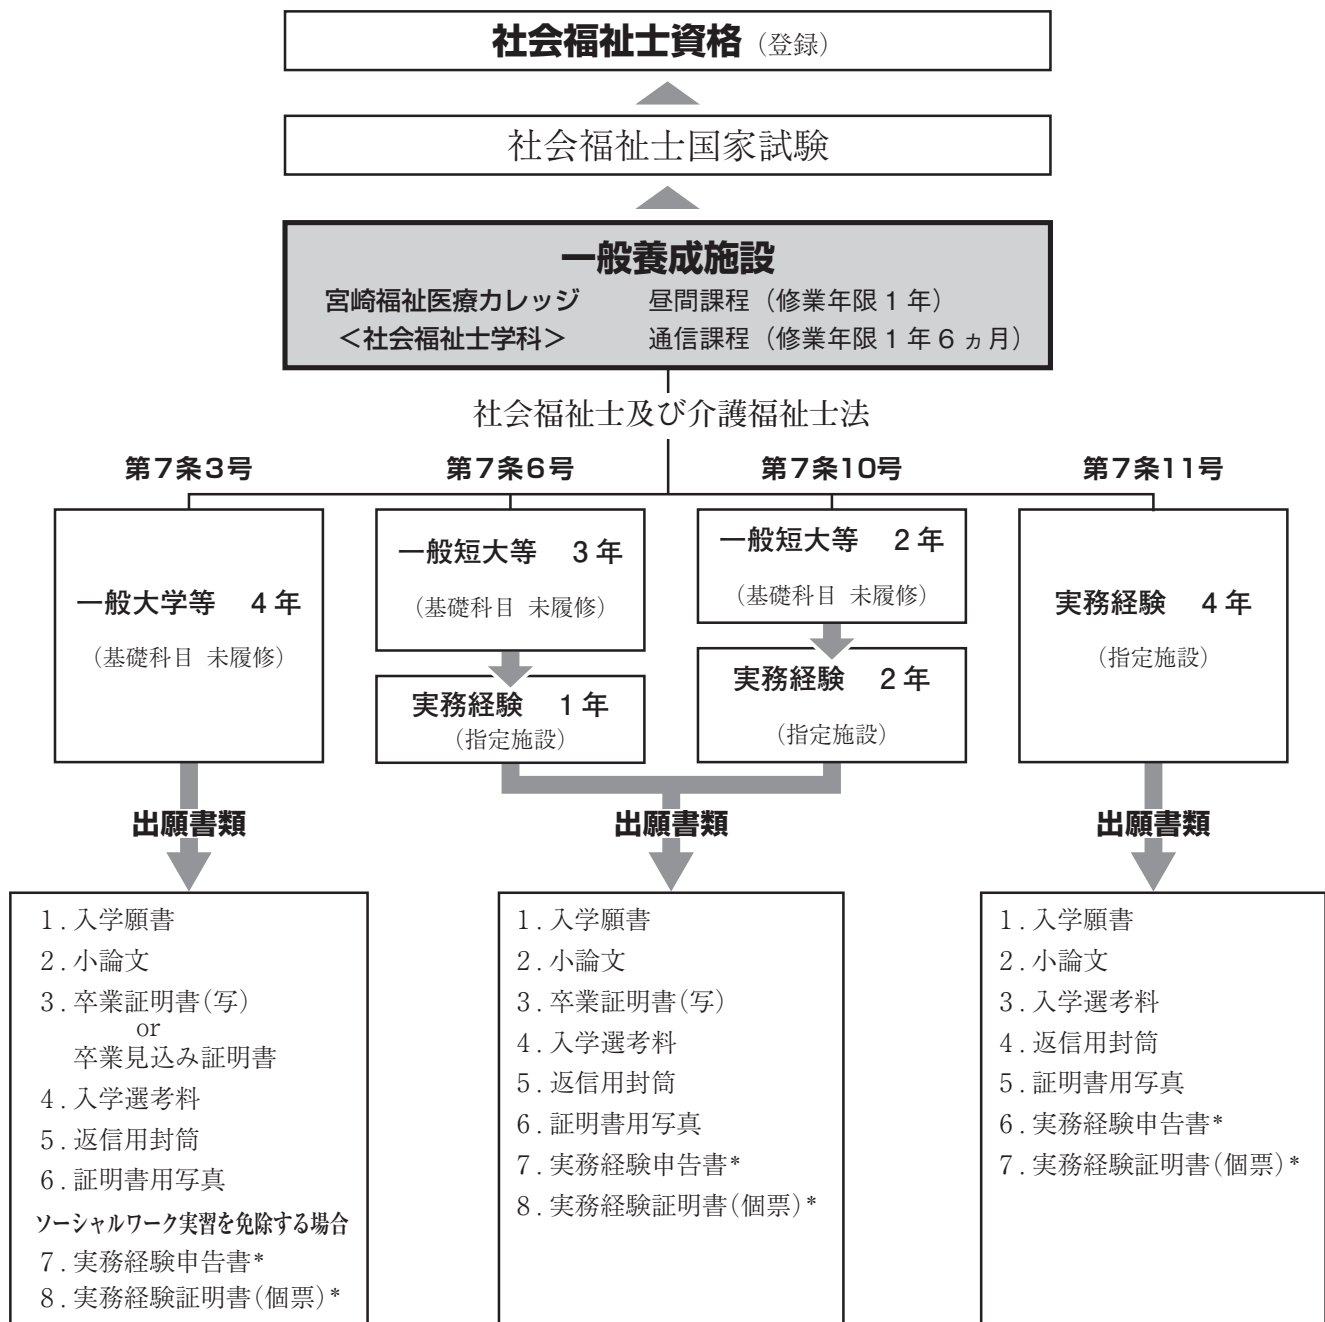 社会福祉士資格（登録）
社会福祉士国家試験
一般養成施設
宮崎福祉医療カレッジ　昼間課程（修業年限１年）
＜社会福祉士学科＞　通信課程（修業年限１年６ヵ月）
社会福祉士及び介護福祉士法
第７条３号　第７条６号　第７条10号　第７条11号
一般大学等　４年
（基礎科目 未履修）
一般短大等　３年
（基礎科目 未履修）
実務経験　１年
（指定施設）
一般短大等　２年
（基礎科目 未履修）
実務経験　２年
（指定施設）
実務経験　４年
（指定施設）
出願書類　出願書類　出願書類
１．入学願書
２．小論文
３．卒業証明書（写）
or
卒業見込み証明書
４．入学選考料
５．返信用封筒
６．証明書用写真
ソーシャルワーク実習を免除する場合
７．実務経験申告書*
８．実務経験証明書（個票）*
１．入学願書
２．小論文
３．卒業証明書（写）
４．入学選考料
５．返信用封筒
６．証明書用写真
７．実務経験申告書*
８．実務経験証明書（個票）*
１．入学願書
２．小論文
３．入学選考料
４．返信用封筒
５．証明書用写真
６．実務経験申告書*
７．実務経験証明書（個票）*